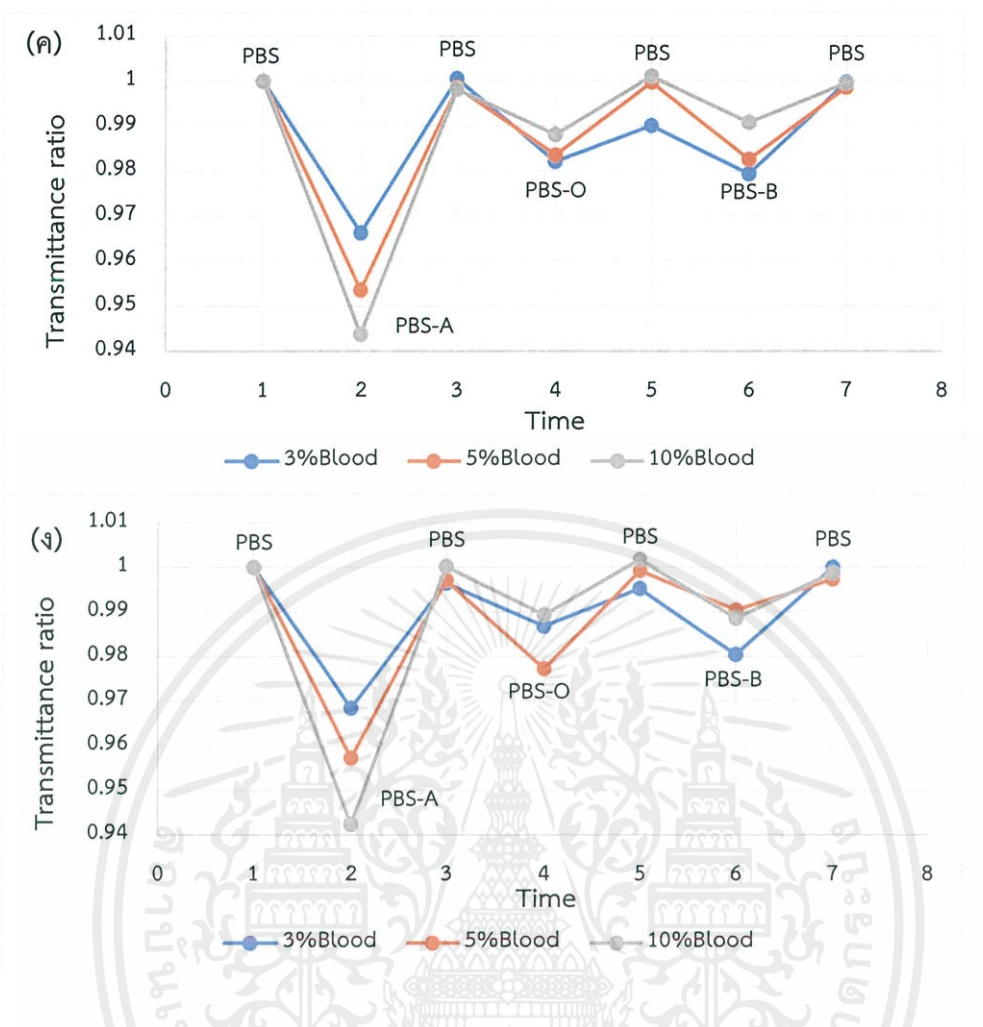 (ค)
Transmittance ratio
1.01
1
0.99
0.98
0.97
0.96
0.95
0.94
PBS
PBS-A
PBS
PBS-O
PBS
PBS-B
PBS
0 1 2 3 4 5 6 7 8
Time
3%Blood 5%Blood 10%Blood
(ง)
Transmittance ratio
1.01
1
0.99
0.98
0.97
0.96
0.95
0.94
PBS
PBS-A
PBS
PBS-O
PBS
PBS-B
PBS
0 1 2 3 4 5 6 7 8
Time
3%Blood 5%Blood 10%Blood